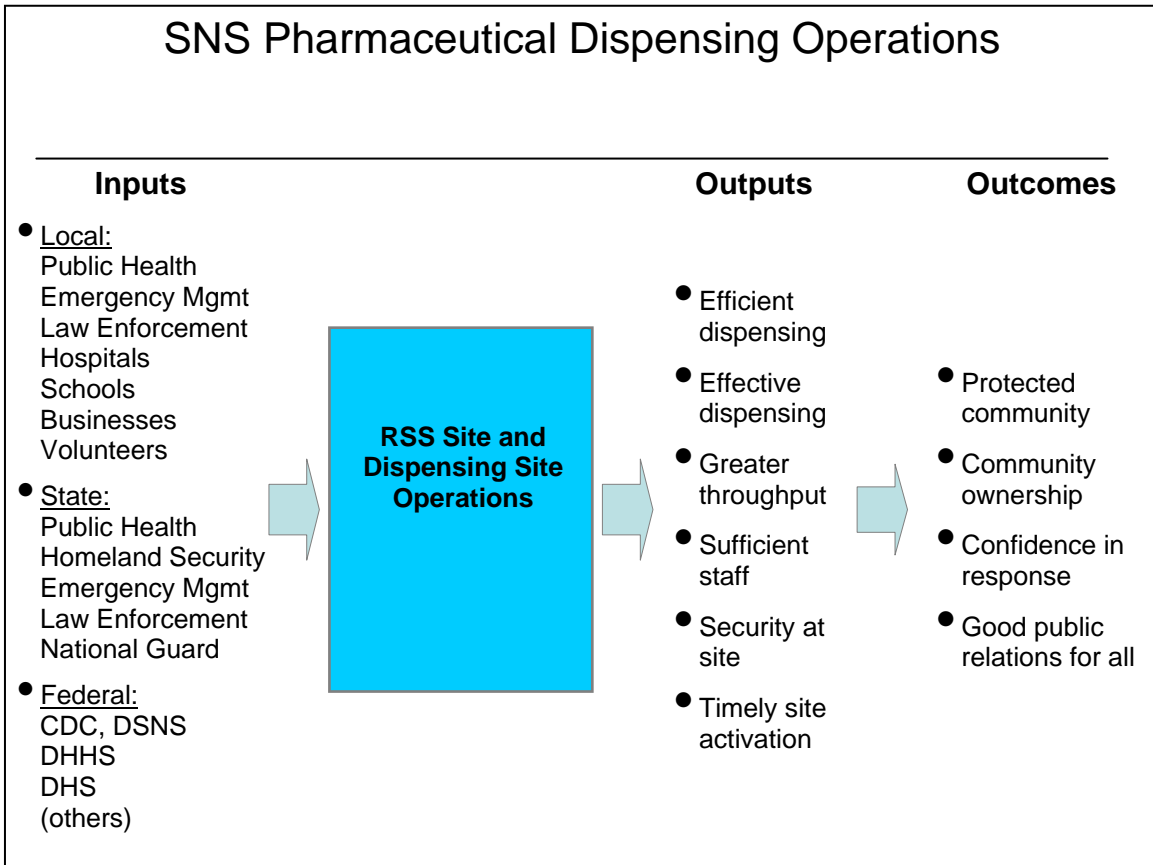 SNS Pharmaceutical Dispensing Operations
Inputs
• Local:
Public Health
Emergency Mgmt
Law Enforcement
Hospitals
Schools
Businesses
Volunteers
• State:
Public Health
Homeland Security
Emergency Mgmt
Law Enforcement
National Guard
• Federal:
CDC, DSNS
DHHS
DHS
(others)
RSS Site and
Dispensing Site
Operations
Outputs
• Efficient
dispensing
• Effective
dispensing
• Greater
throughput
• Sufficient
staff
• Security at
site
• Timely site
activation
Outcomes
• Protected
community
• Community
ownership
• Confidence in
response
• Good public
relations for all